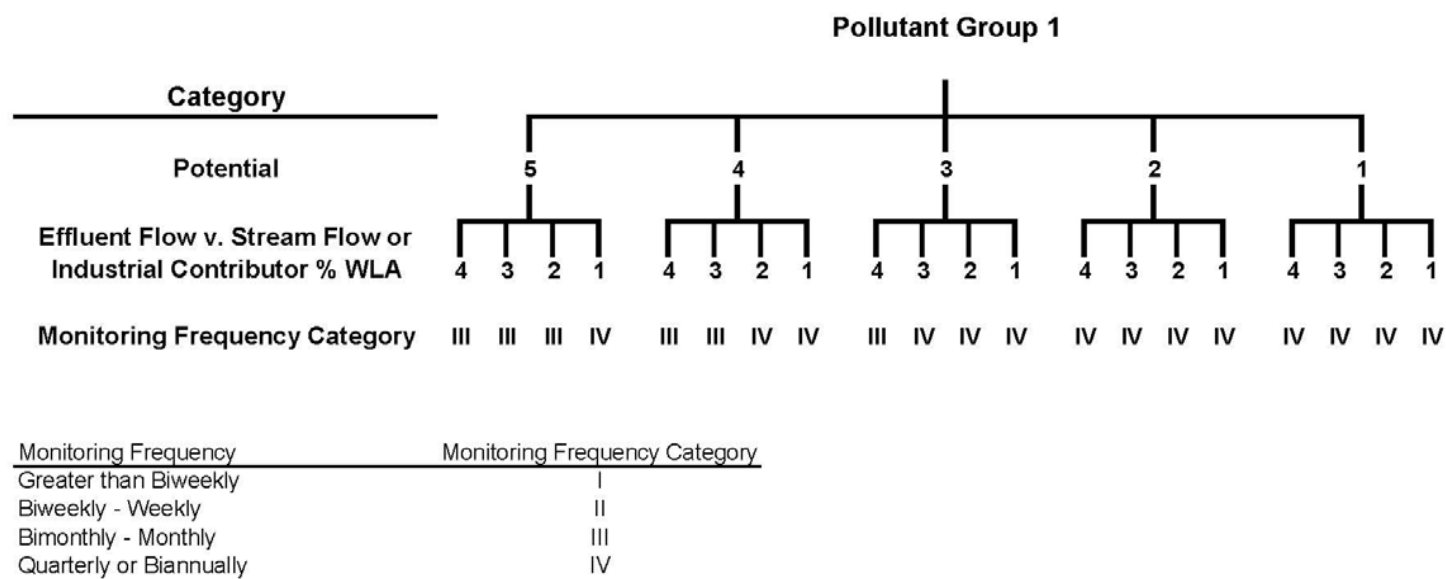 Pollutant Group 1
Category
Potential 5 4 3 2 1
Effluent Flow v. Stream Flow or
Industrial Contributor % WLA 4 3 2 1 4 3 2 1 4 3 2 1 4 3 2 1 4 3 2 1
Monitoring Frequency Category III III III IV III III IV IV III IV IV IV IV IV IV IV IV IV IV IV
Monitoring Frequency Monitoring Frequency Category
Greater than Biweekly I
Biweekly - Weekly II
Bimonthly - Monthly III
Quarterly or Biannually IV